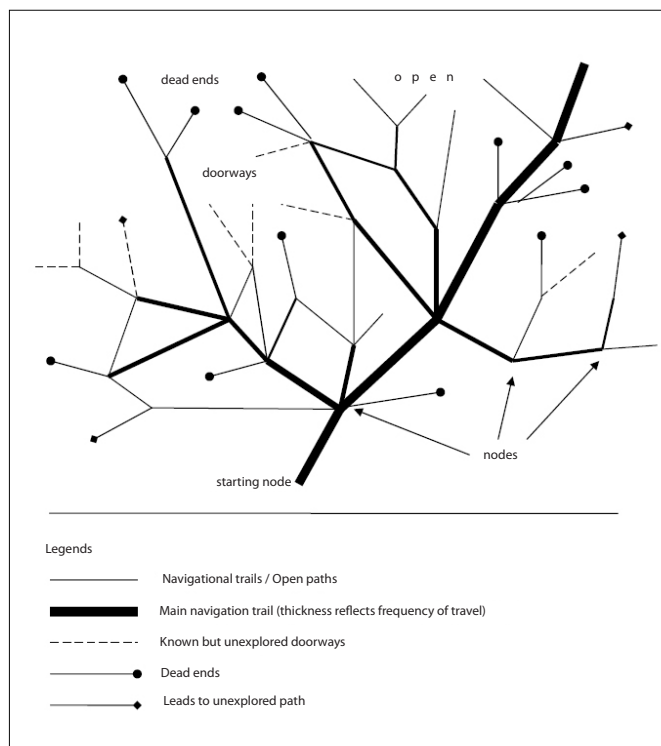 dead ends
open
doorways
nodes
starting node
Legends
Navigational trails / Open paths
Main navigation trail (thickness reflects frequency of travel)
Known but unexplored doorways
Dead ends
Leads to unexplored path